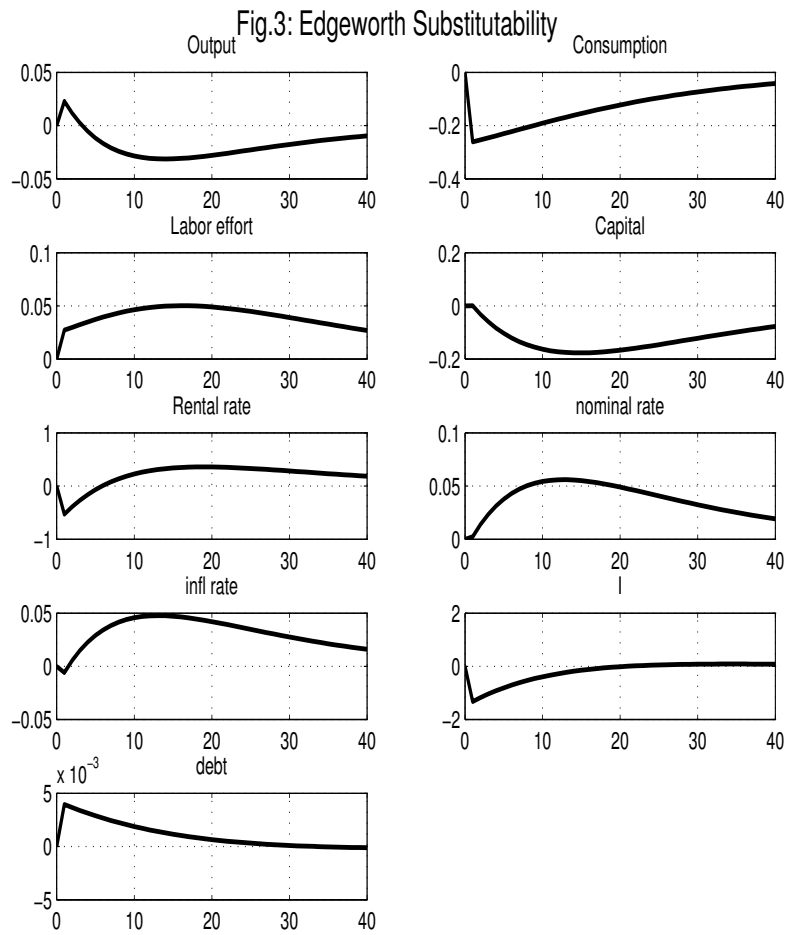 Fig.3: Edgeworth Substitutability
Output
0.05
0
−0.05
0 10 20 30 40
Consumption
0
−0.2
−0.4
0 10 20 30 40
Labor effort
0.1
0.05
0
0 10 20 30 40
Capital
0.2
0
−0.2
0 10 20 30 40
Rental rate
1
0
−1
0 10 20 30 40
nominal rate
0.1
0.05
0
0 10 20 30 40
infl rate
0.05
0
−0.05
0 10 20 30 40
I
2
0
−2
0 10 20 30 40
debt
x 10⁻³
5
0
−5
0 10 20 30 40